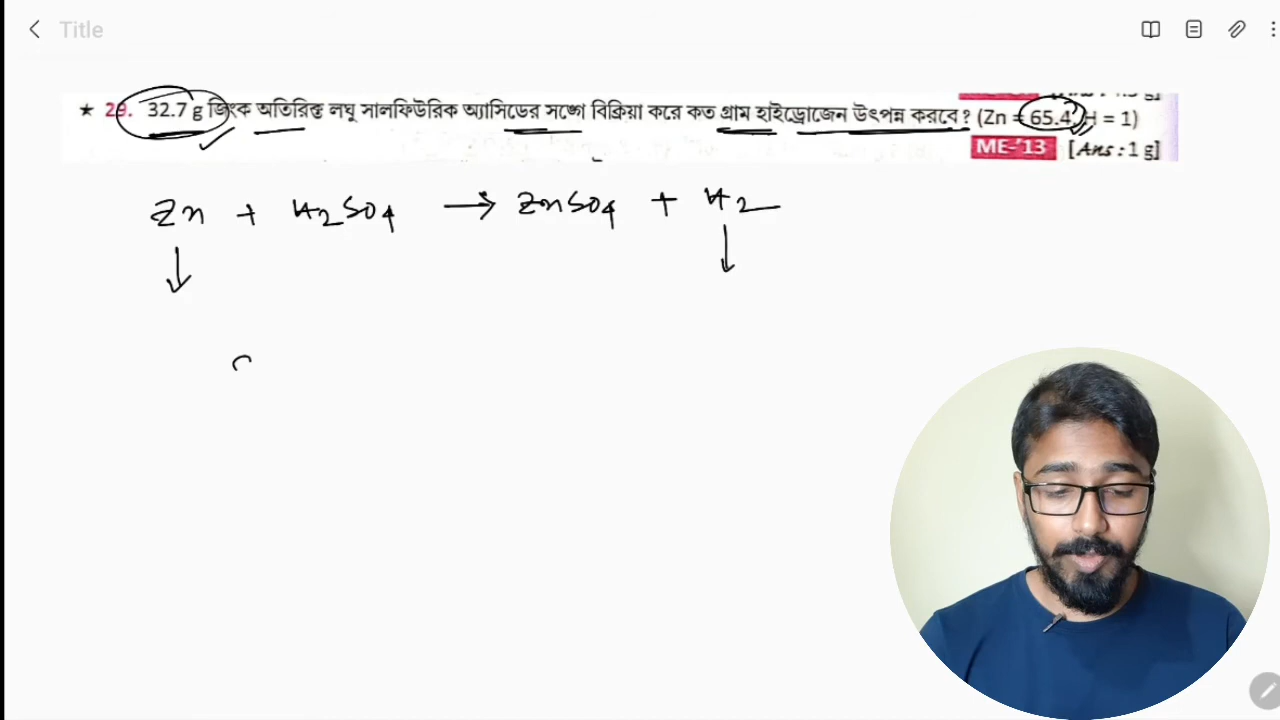 Title
★ 29. 32.7 g জিংক অতিরিক্ত লঘু সালফিউরিক অ্যাসিডের সঙ্গে বিক্রিয়া করে কত গ্রাম হাইড্রোজেন উৎপন্ন করবে? (Zn = 65.4, H = 1)
ME-'13 [Ans : 1 g]
Zn + H2SO4 → ZnSO4 + H2